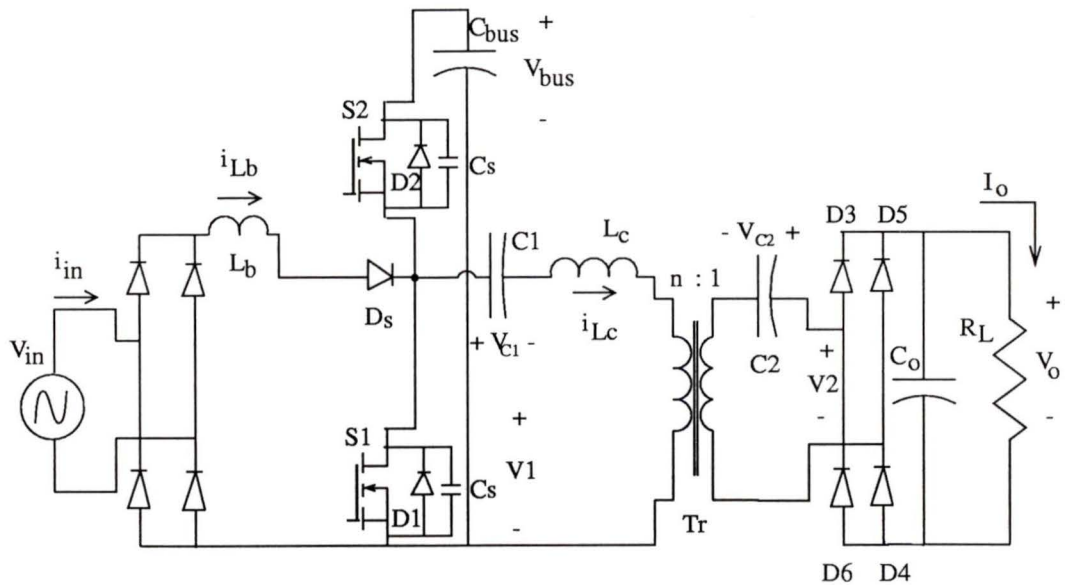 Cbus
+
Vbus
-
S2
D2
Cs
iLb
Lb
Ds
iin
Vin
C1
+ VC1 -
Lc
iLc
n : 1
- VC2 +
C2
Tr
S1
D1
Cs
+
V1
-
D3 D5
+
V2
-
D6 D4
Co
RL
Io
+
Vo
-